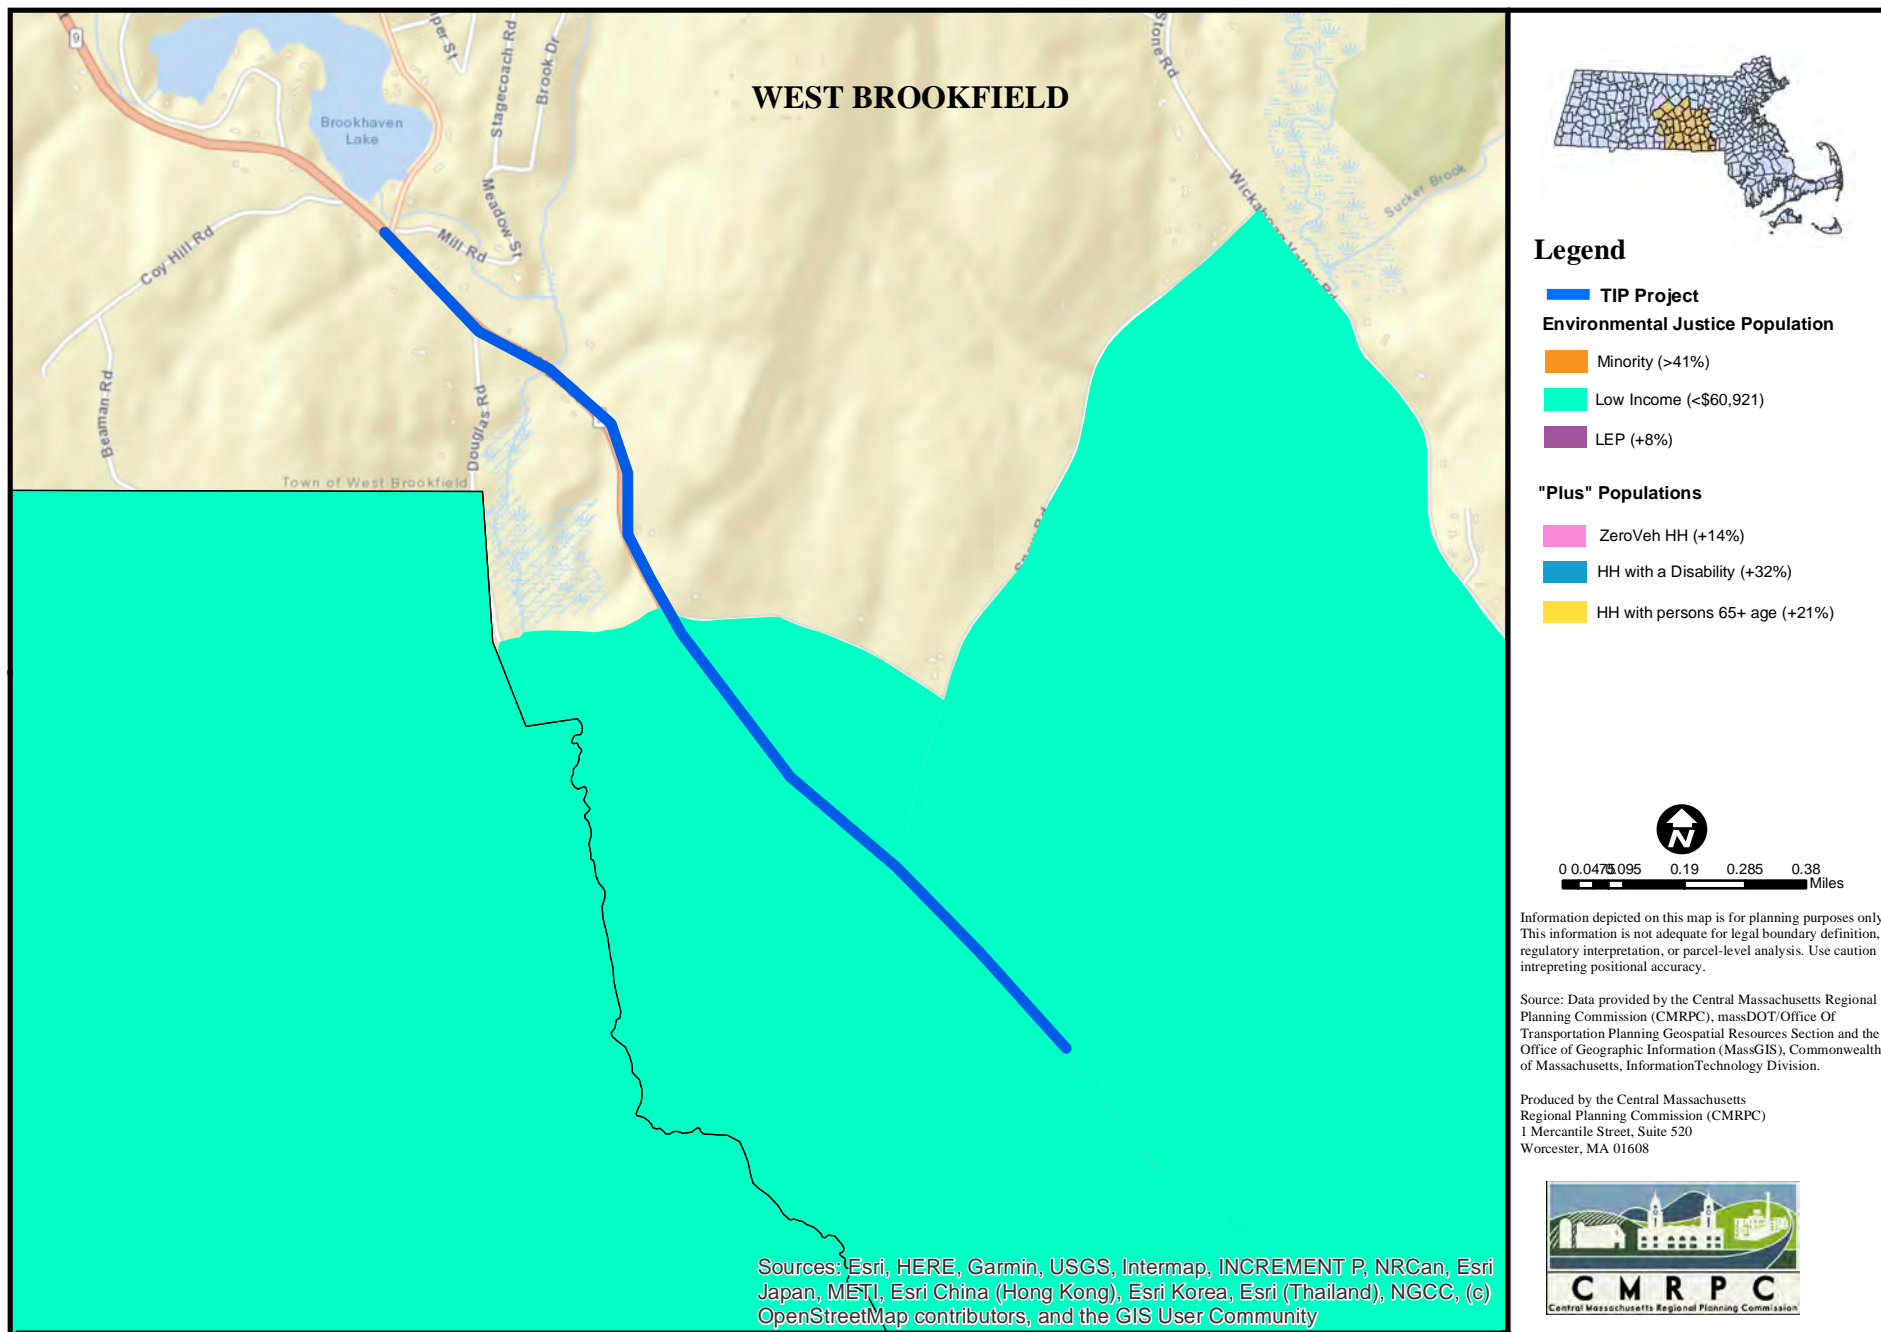 WEST BROOKFIELD
9
Brookhaven
Lake
Stagecoach Rd
Brook Dr
Stone Rd
Meadow St
Mill Rd
Coy Hill Rd
Beaman Rd
Douglas Rd
Town of West Brookfield
Sucker Brook
Legend
TIP Project
Environmental Justice Population
Minority (>41%)
Low Income (<$60,921)
LEP (+8%)
"Plus" Populations
ZeroVeh HH (+14%)
HH with a Disability (+32%)
HH with persons 65+ age (+21%)
N
0 0.0475 0.095 0.19 0.285 0.38
Miles
Information depicted on this map is for planning purposes only
This information is not adequate for legal boundary definition,
regulatory interpretation, or parcel-level analysis. Use caution
intrepreting positional accuracy.
Source: Data provided by the Central Massachusetts Regional
Planning Commission (CMRPC), massDOT/Office Of
Transportation Planning Geospatial Resources Section and the
Office of Geographic Information (MassGIS), Commonwealth
of Massachusetts, InformationTechnology Division.
Produced by the Central Massachusetts
Regional Planning Commission (CMRPC)
1 Mercantile Street, Suite 520
Worcester, MA 01608
CMRPC
Central Massachusetts Regional Planning Commission
Sources: Esri, HERE, Garmin, USGS, Intermap, INCREMENT P, NRCan, Esri
Japan, METI, Esri China (Hong Kong), Esri Korea, Esri (Thailand), NGCC, (c)
OpenStreetMap contributors, and the GIS User Community